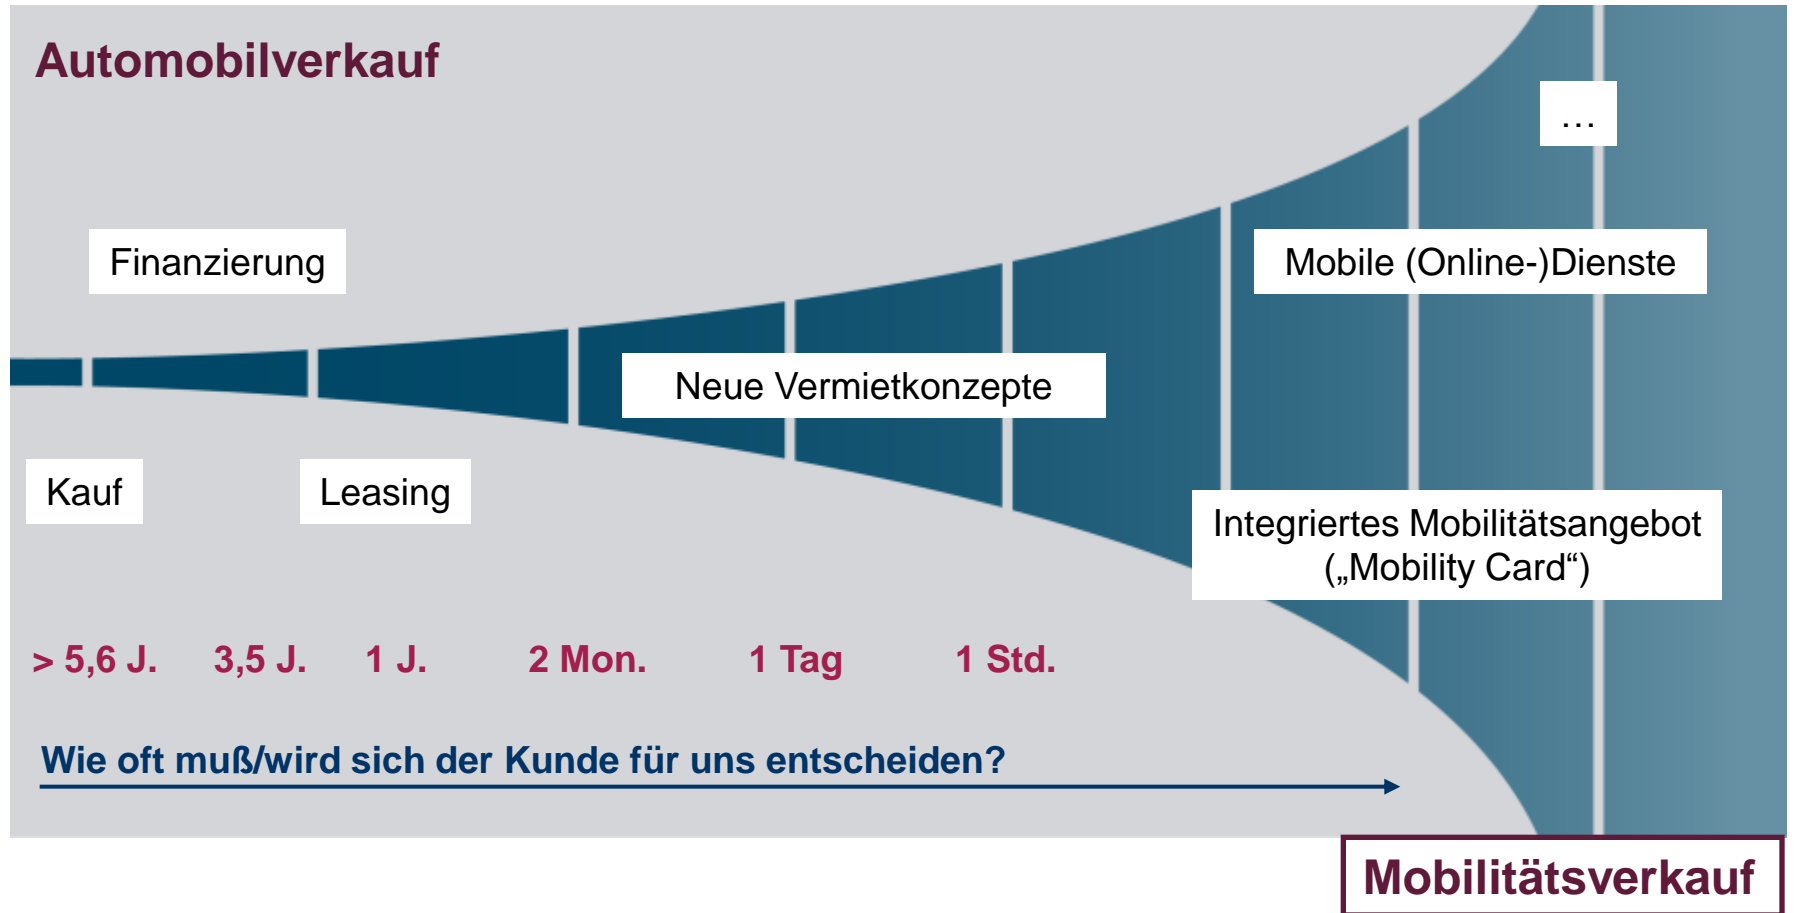 Automobilverkauf
…
Finanzierung
Mobile (Online-)Dienste
Neue Vermietkonzepte
Kauf
Leasing
Integriertes Mobilitätsangebot
(„Mobility Card“)
> 5,6 J. 3,5 J. 1 J. 2 Mon. 1 Tag 1 Std.
Wie oft muß/wird sich der Kunde für uns entscheiden?
Mobilitätsverkauf